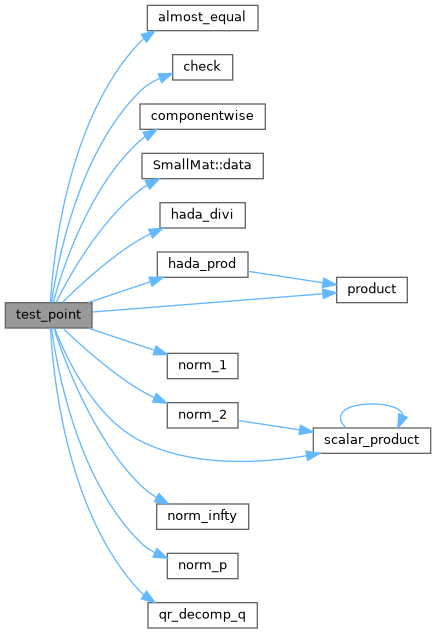 almost_equal
check
componentwise
SmallMat::data
hada_divi
hada_prod
product
test_point
norm_1
norm_2
scalar_product
norm_infty
norm_p
qr_decomp_q